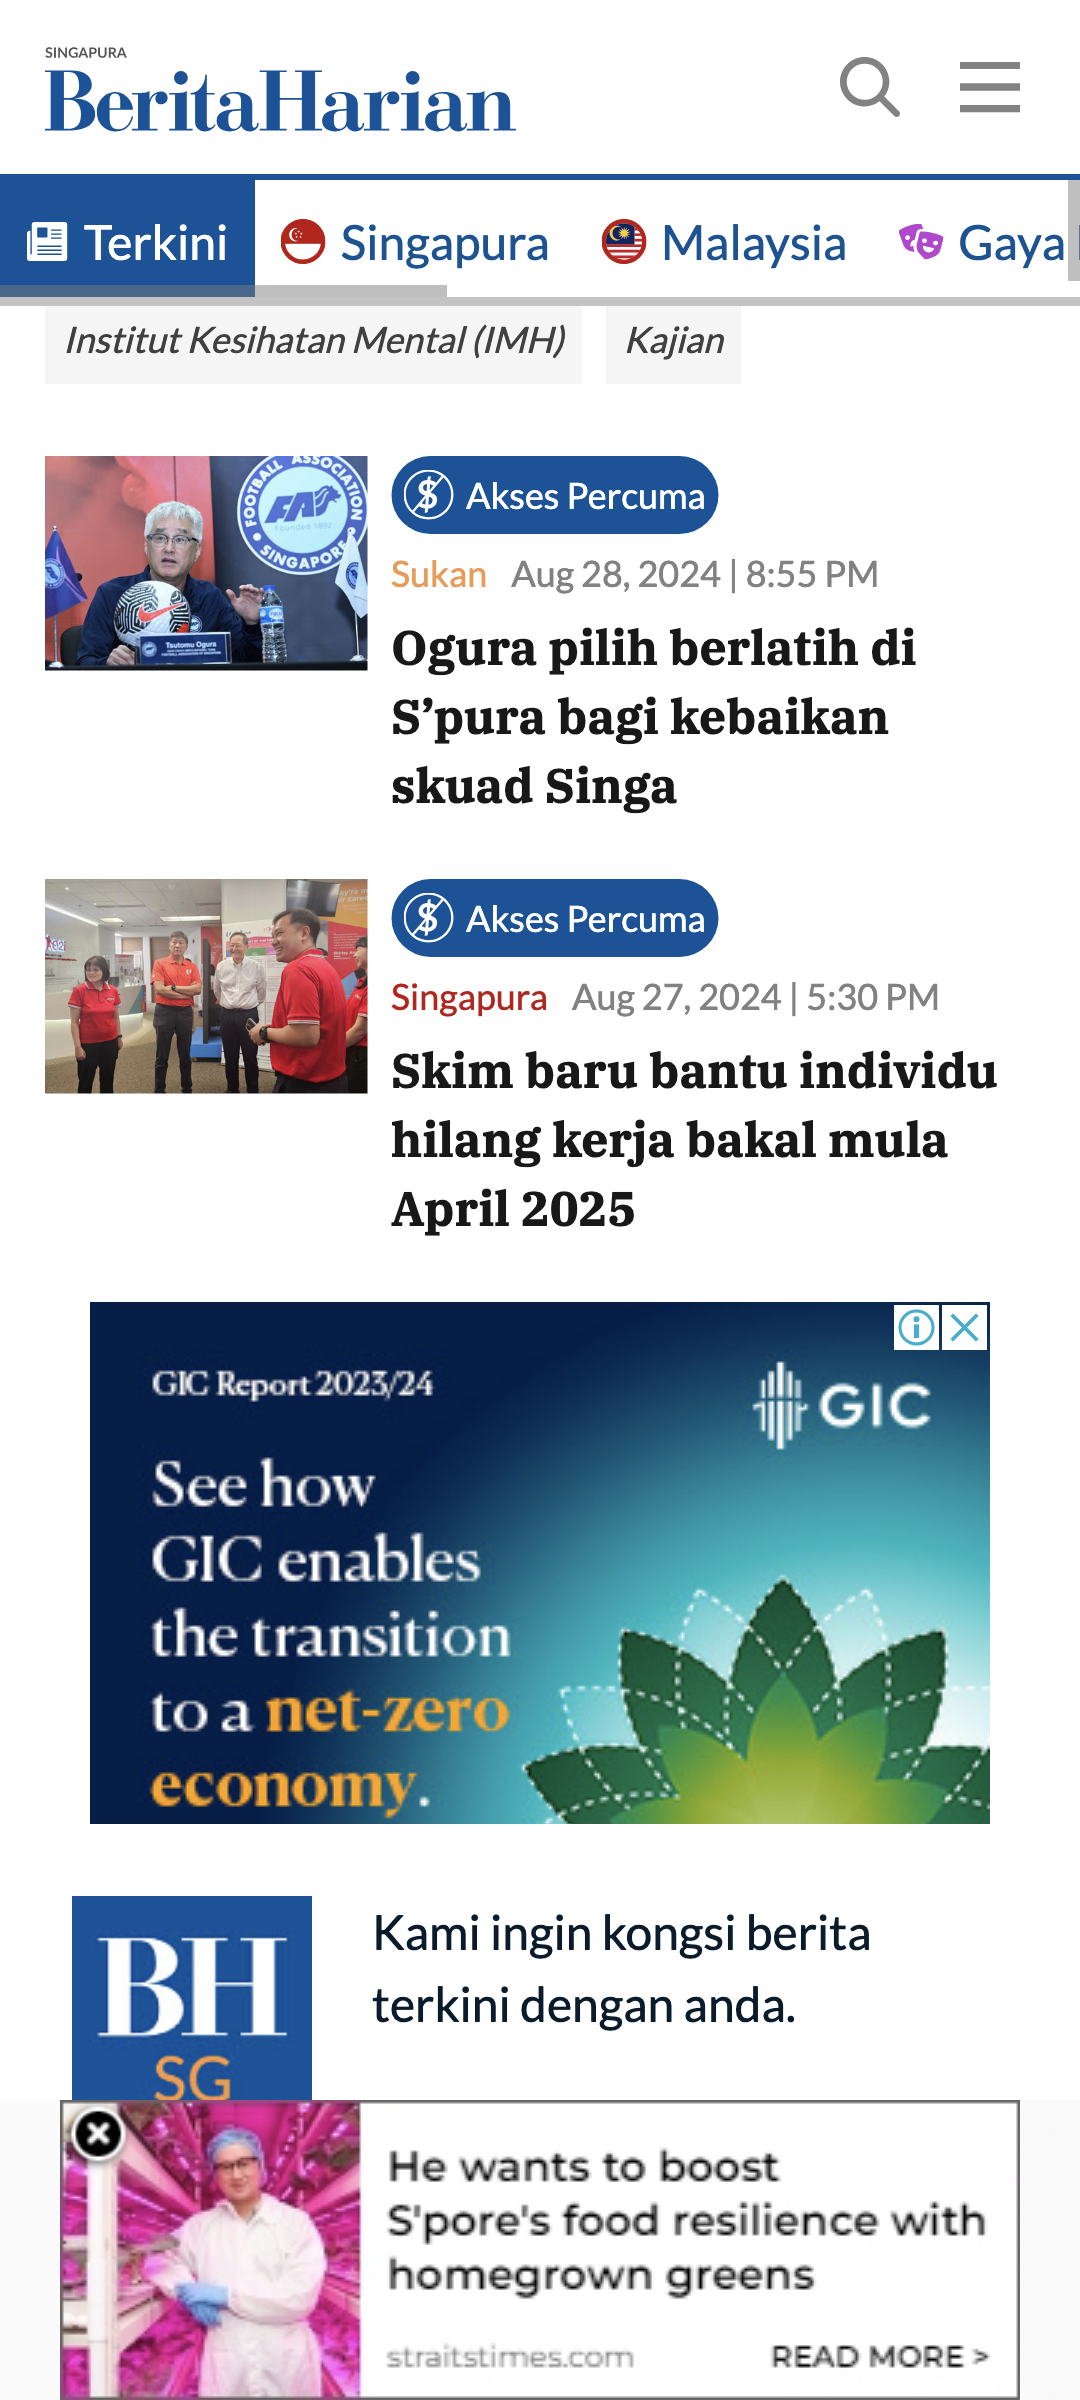 SINGAPURA
BeritaHarian
Terkini Singapura Malaysia Gaya
Institut Kesihatan Mental (IMH) Kajian
FOOTBALL ASSOCIATION
FAS
Founded 1892
SINGAPORE
Tsutomu Ogura
Akses Percuma
Sukan Aug 28, 2024 | 8:55 PM
Ogura pilih berlatih di
S’pura bagi kebaikan
skuad Singa
Akses Percuma
Singapura Aug 27, 2024 | 5:30 PM
Skim baru bantu individu
hilang kerja bakal mula
April 2025
GIC Report 2023/24
GIC
See how
GIC enables
the transition
to a net-zero
economy.
BH
SG
Kami ingin kongsi berita
terkini dengan anda.
He wants to boost
S'pore's food resilience with
homegrown greens
straitstimes.com READ MORE >